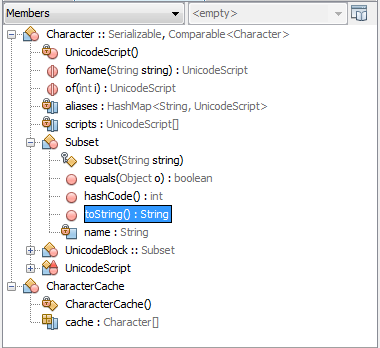 Members <empty>
Character :: Serializable, Comparable<Character>
UnicodeScript()
forName(String string) : UnicodeScript
of(int i) : UnicodeScript
aliases : HashMap<String, UnicodeScript>
scripts : UnicodeScript[]
Subset
Subset(String string)
equals(Object o) : boolean
hashCode() : int
toString() : String
name : String
UnicodeBlock :: Subset
UnicodeScript
CharacterCache
CharacterCache()
cache : Character[]